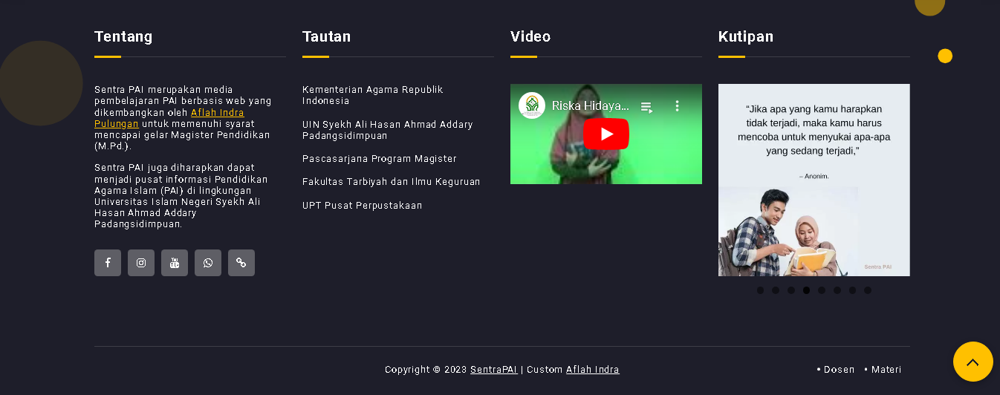 Tentang
Sentra PAI merupakan media
pembelajaran PAI berbasis web yang
dikembangkan oleh Aflah Indra
Pulungan untuk memenuhi syarat
mencapai gelar Magister Pendidikan
(M.Pd.).
Sentra PAI juga diharapkan dapat
menjadi pusat informasi Pendidikan
Agama Islam (PAI) di lingkungan
Universitas Islam Negeri Syekh Ali
Hasan Ahmad Addary
Padangsidimpuan.
Tautan
Kementerian Agama Republik
Indonesia
UIN Syekh Ali Hasan Ahmad Addary
Padangsidimpuan
Pascasarjana Program Magister
Fakultas Tarbiyah dan Ilmu Keguruan
UPT Pusat Perpustakaan
Video
Riska Hidaya...
Kutipan
“Jika apa yang kamu harapkan
tidak terjadi, maka kamu harus
mencoba untuk menyukai apa-apa
yang sedang terjadi,”
– Anonim.
Sentra PAI
Copyright © 2023 SentraPAI | Custom Aflah Indra
• Dosen • Materi